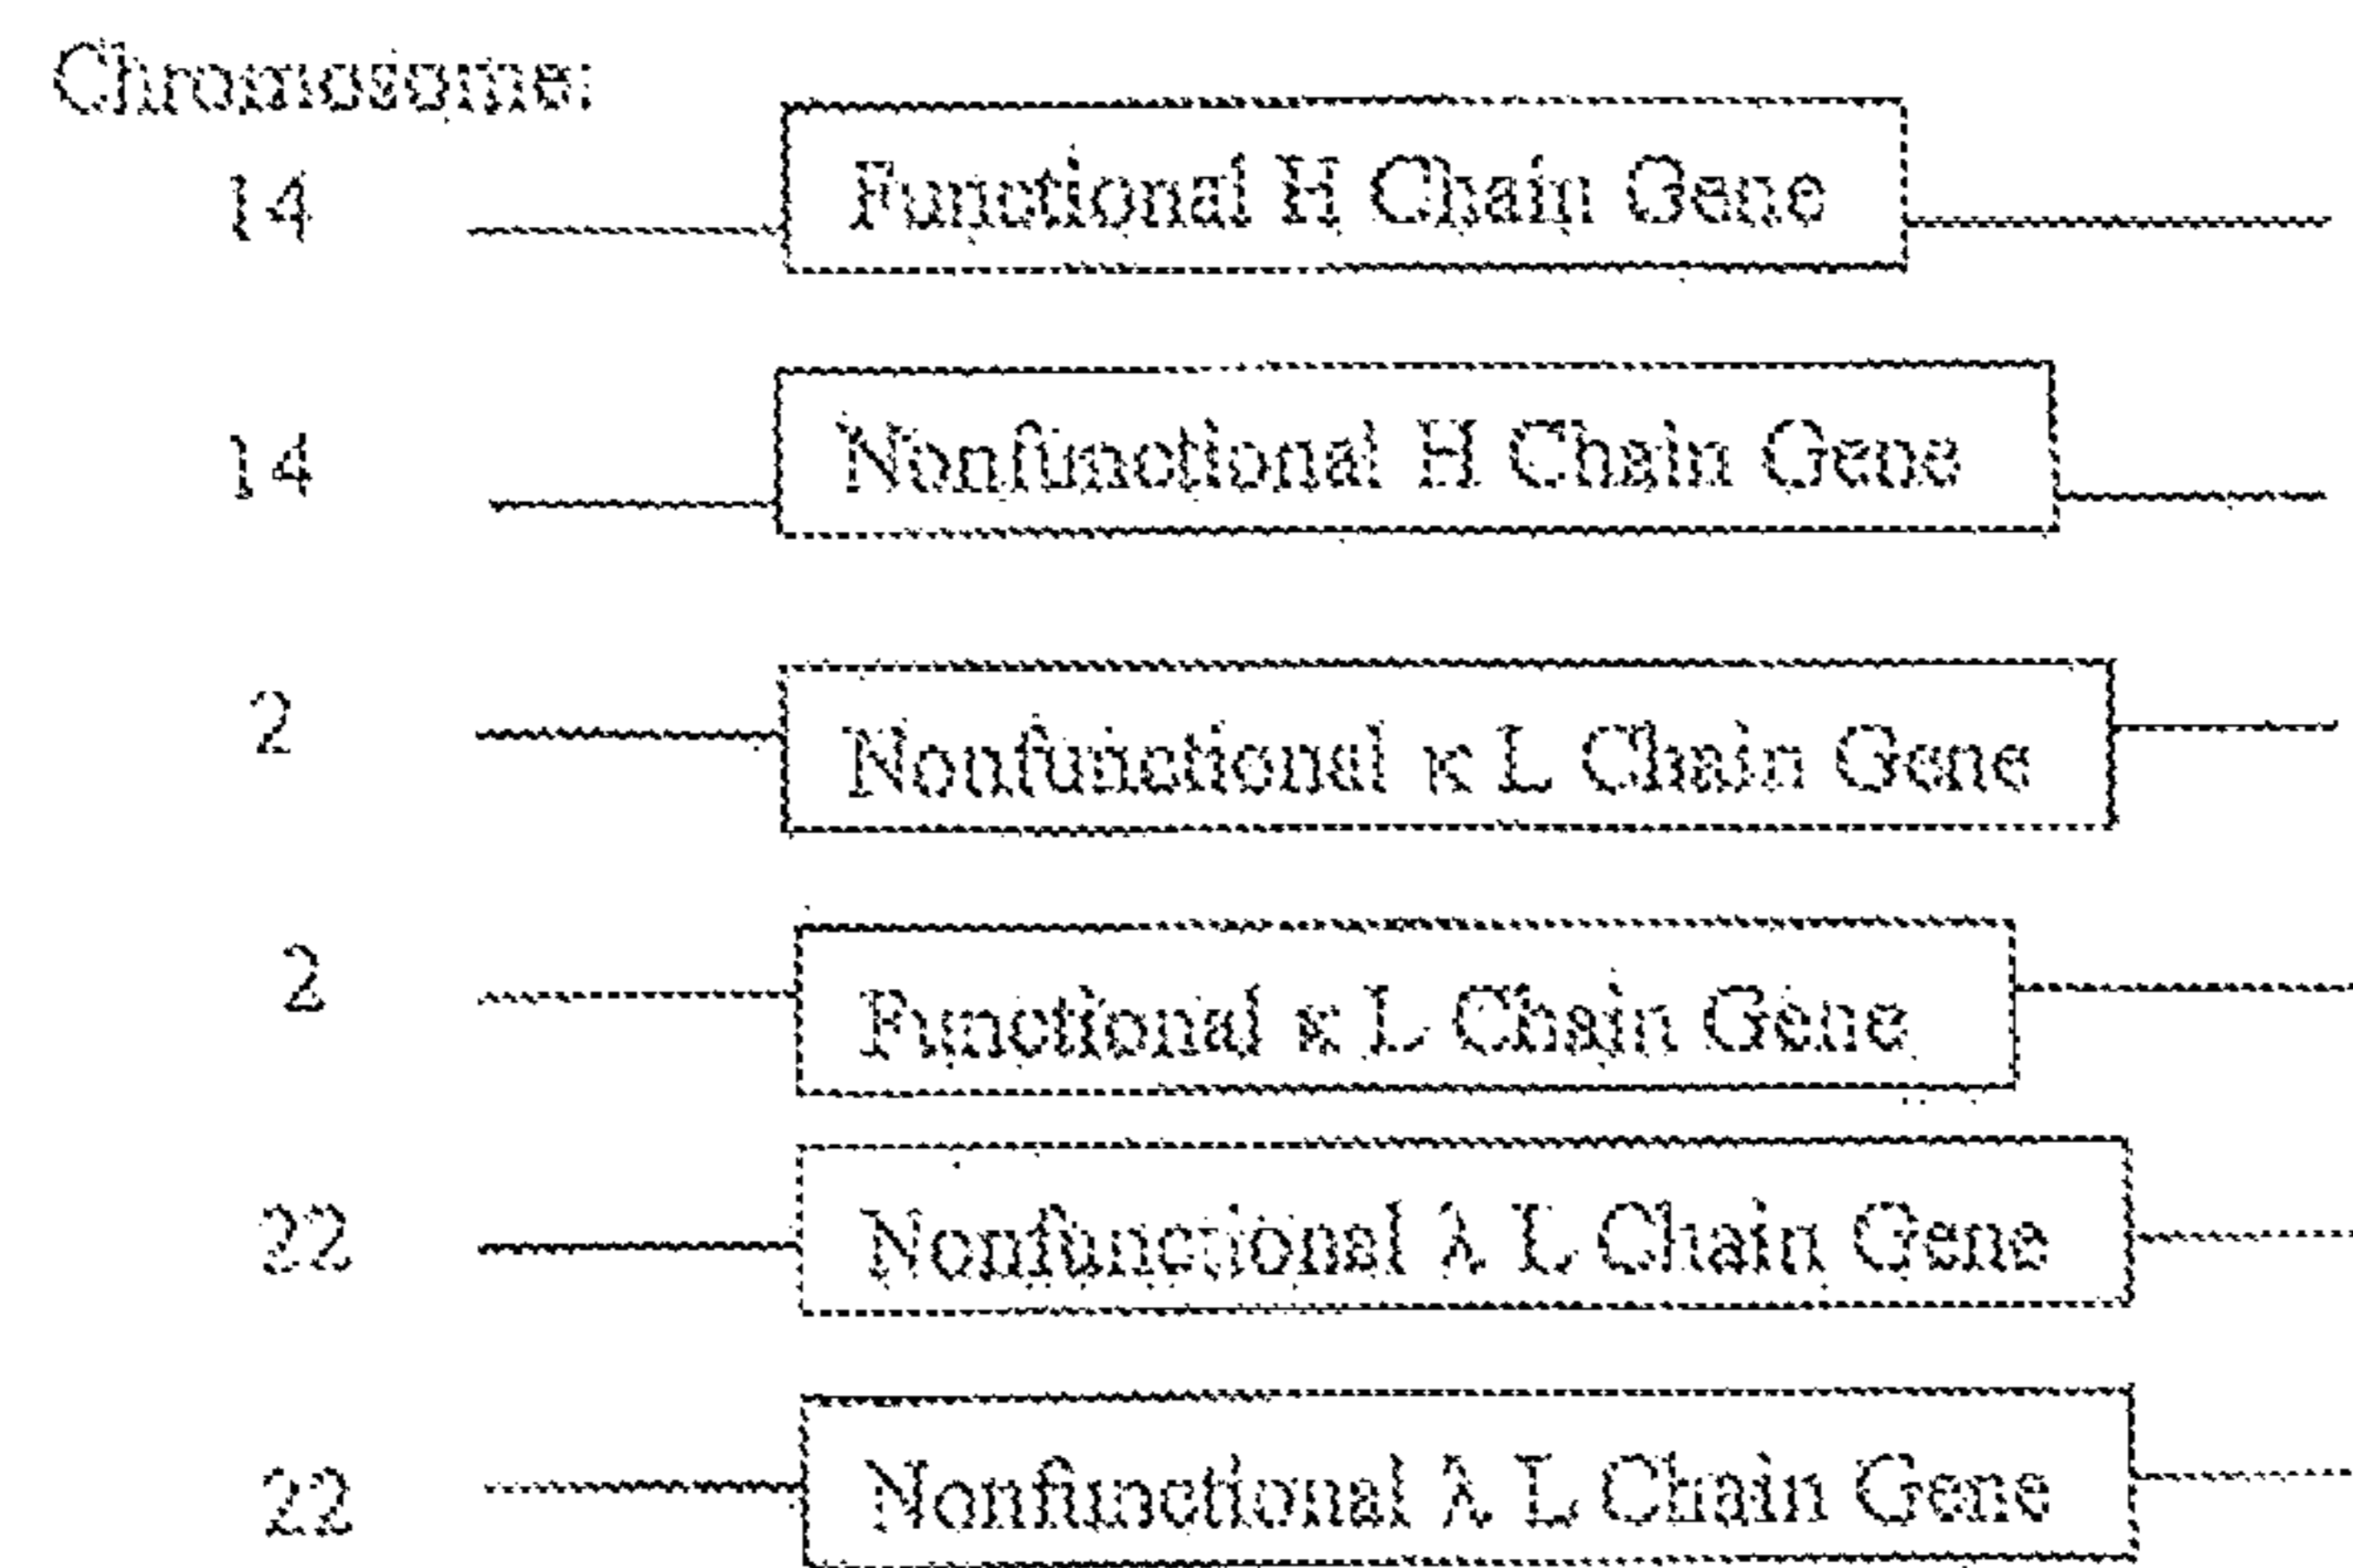 Chromosome:
14 Functional H Chain Gene
14 Nonfunctional H Chain Gene
2 Nonfunctional κ L Chain Gene
2 Functional κ L Chain Gene
22 Nonfunctional λ L Chain Gene
22 Nonfunctional λ L Chain Gene